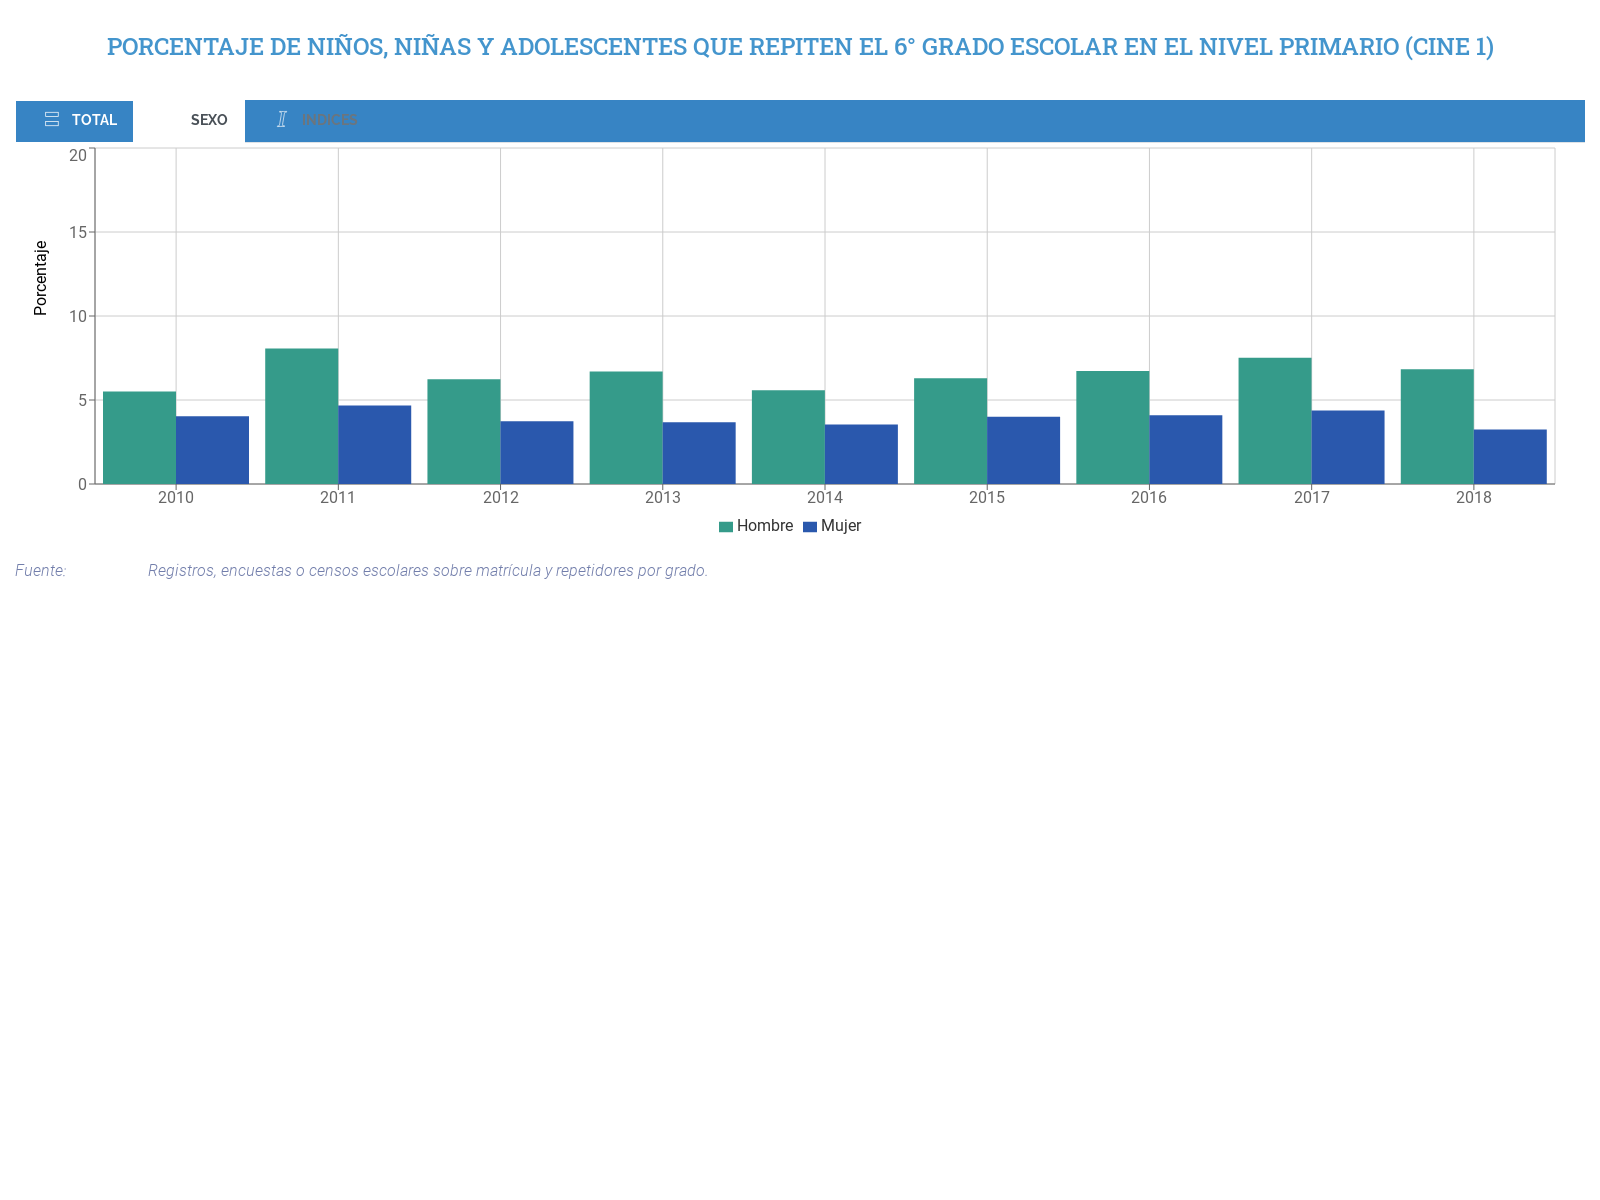 PORCENTAJE DE NIÑOS, NIÑAS Y ADOLESCENTES QUE REPITEN EL 6° GRADO ESCOLAR EN EL NIVEL PRIMARIO (CINE 1)
TOTAL SEXO INDICES
20
15
10
5
0
Porcentaje
2010 2011 2012 2013 2014 2015 2016 2017 2018
Hombre Mujer
Fuente: Registros, encuestas o censos escolares sobre matrícula y repetidores por grado.